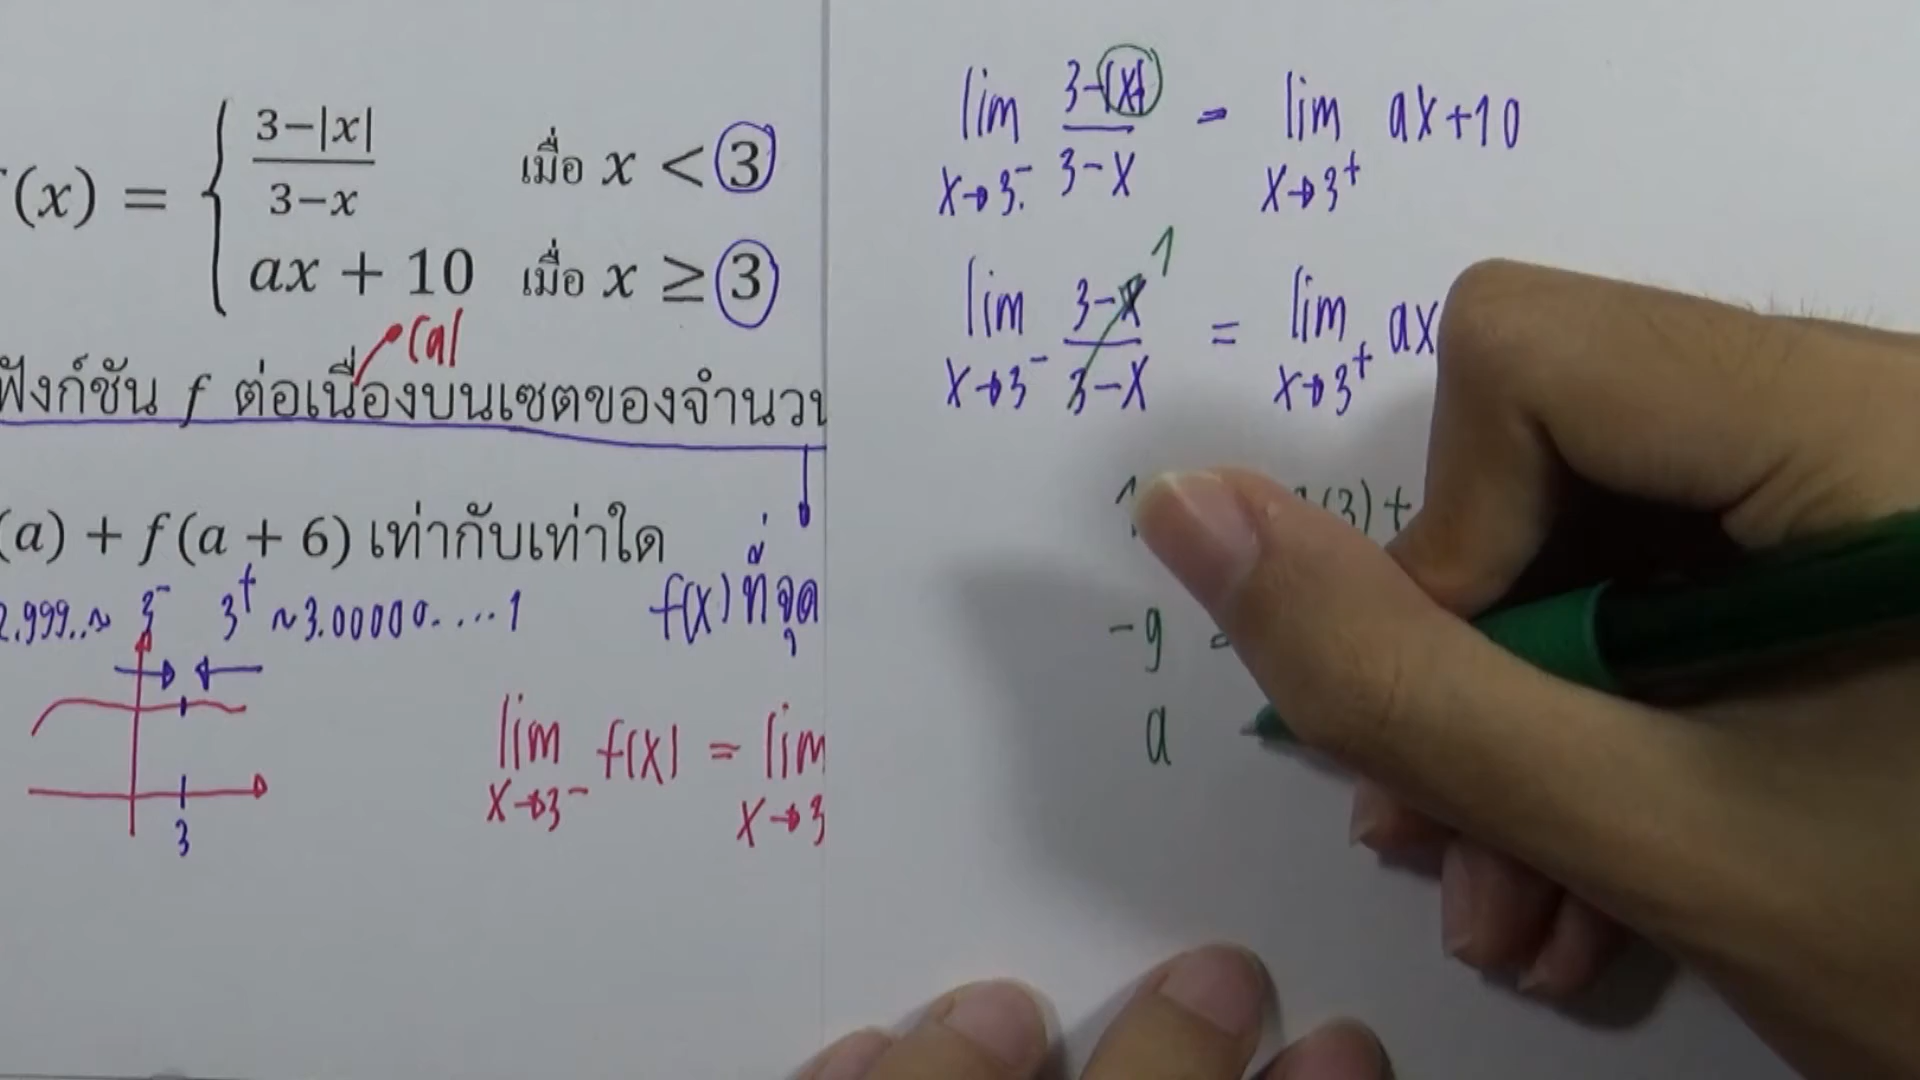 (x) = { 3−|x| / 3−x เมื่อ x < 3
ax + 10 เมื่อ x ≥ 3
(a)
ฟังก์ชัน f ต่อเนื่องบนเซตของจำนว
(a) + f(a + 6) เท่ากับเท่าใด
2.999..~ 3⁻ 3⁺ ~3.00000....1
f(x) ที่จุด
3
lim x→3⁻ f(x) = lim x→3
lim x→3⁻ 3-|x| / 3-x = lim x→3⁺ ax+10
1
lim x→3⁻ 3-x / 3-x = lim x→3⁺ ax
1 (3)+
-9 =
a